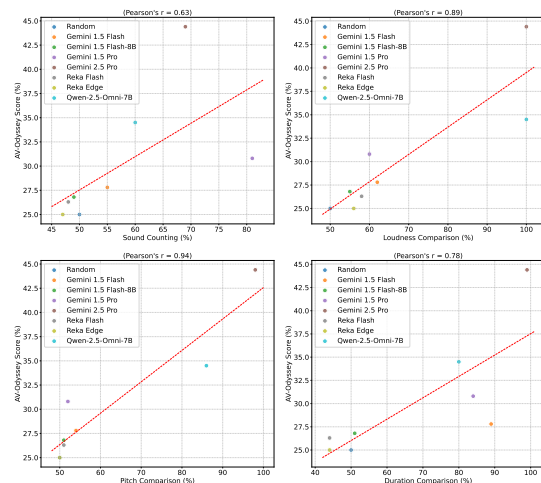 (Pearson's r = 0.63)
45.0
42.5
40.0
37.5
35.0
32.5
30.0
27.5
25.0
AV-Odyssey Score (%)
Random
Gemini 1.5 Flash
Gemini 1.5 Flash-8B
Gemini 1.5 Pro
Gemini 2.5 Pro
Reka Flash
Reka Edge
Qwen-2.5-Omni-7B
45 50 55 60 65 70 75 80
Sound Counting (%)
(Pearson's r = 0.89)
45.0
42.5
40.0
37.5
35.0
32.5
30.0
27.5
25.0
AV-Odyssey Score (%)
Random
Gemini 1.5 Flash
Gemini 1.5 Flash-8B
Gemini 1.5 Pro
Gemini 2.5 Pro
Reka Flash
Reka Edge
Qwen-2.5-Omni-7B
50 60 70 80 90 100
Loudness Comparison (%)
(Pearson's r = 0.94)
45.0
42.5
40.0
37.5
35.0
32.5
30.0
27.5
25.0
AV-Odyssey Score (%)
Random
Gemini 1.5 Flash
Gemini 1.5 Flash-8B
Gemini 1.5 Pro
Gemini 2.5 Pro
Reka Flash
Reka Edge
Qwen-2.5-Omni-7B
50 60 70 80 90 100
Pitch Comparison (%)
(Pearson's r = 0.78)
45.0
42.5
40.0
37.5
35.0
32.5
30.0
27.5
25.0
AV-Odyssey Score (%)
Random
Gemini 1.5 Flash
Gemini 1.5 Flash-8B
Gemini 1.5 Pro
Gemini 2.5 Pro
Reka Flash
Reka Edge
Qwen-2.5-Omni-7B
40 50 60 70 80 90 100
Duration Comparison (%)